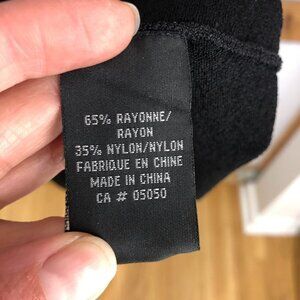 65% RAYONNE/
RAYON
35% NYLON/NYLON
FABRIQUE EN CHINE
MADE IN CHINA
CA # 05050